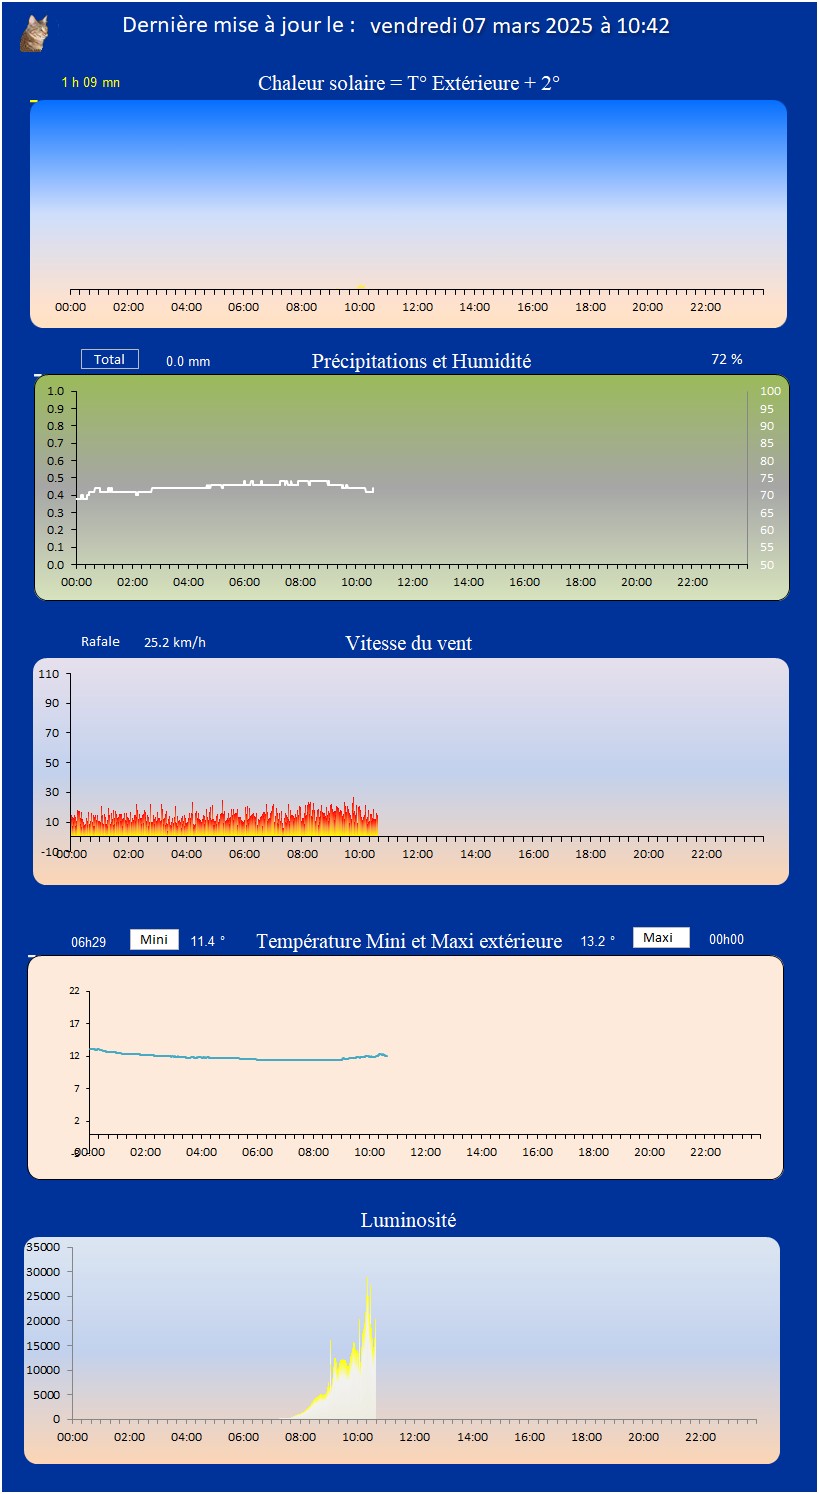 Dernière mise à jour le : vendredi 07 mars 2025 à 10:42
1 h 09 mn
Chaleur solaire = T° Extérieure + 2°
00:00 02:00 04:00 06:00 08:00 10:00 12:00 14:00 16:00 18:00 20:00 22:00
Total 0.0 mm Précipitations et Humidité 72 %
1.0 100
0.9 95
0.8 90
0.7 85
0.6 80
0.5 75
0.4 70
0.3 65
0.2 60
0.1 55
0.0 50
00:00 02:00 04:00 06:00 08:00 10:00 12:00 14:00 16:00 18:00 20:00 22:00
Rafale 25.2 km/h Vitesse du vent
110
90
70
50
30
10
-10
00:00 02:00 04:00 06:00 08:00 10:00 12:00 14:00 16:00 18:00 20:00 22:00
06h29 Mini 11.4 ° Température Mini et Maxi extérieure 13.2 ° Maxi 00h00
22
17
12
7
2
00:00 02:00 04:00 06:00 08:00 10:00 12:00 14:00 16:00 18:00 20:00 22:00
Luminosité
35000
30000
25000
20000
15000
10000
5000
0
00:00 02:00 04:00 06:00 08:00 10:00 12:00 14:00 16:00 18:00 20:00 22:00